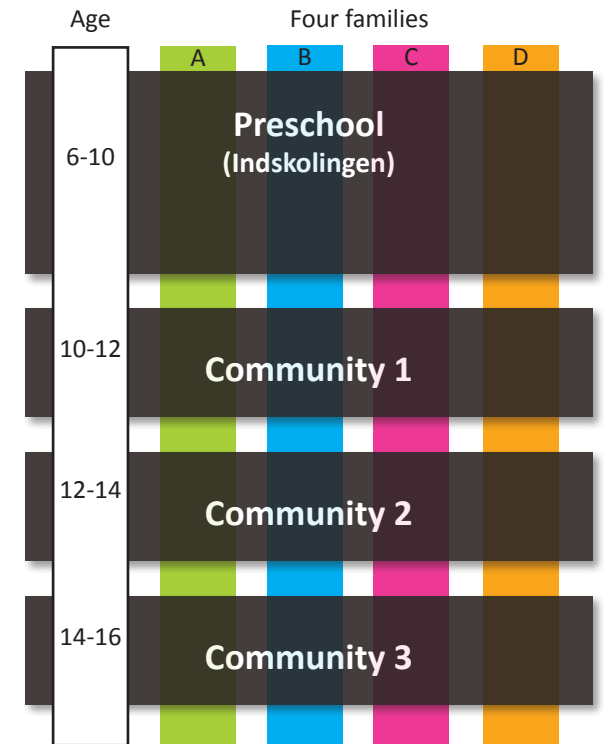 Age Four families
A B C D
Preschool
(Indskolingen)
6-10
10-12
Community 1
12-14
Community 2
14-16
Community 3